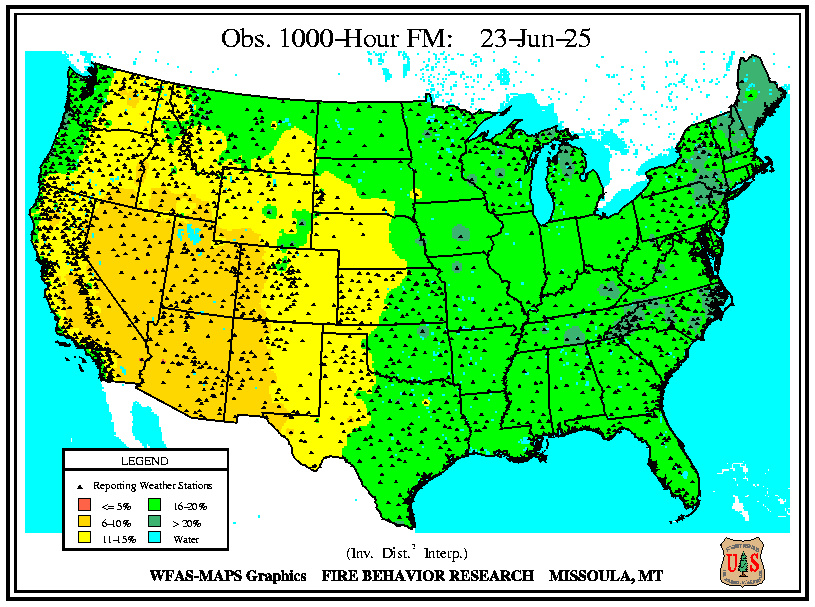 Obs. 1000-Hour FM: 23-Jun-25
LEGEND
Reporting Weather Stations
<= 5%
16-20%
6-10%
> 20%
11-15%
Water
(Inv. Dist.² Interp.)
WFAS-MAPS Graphics FIRE BEHAVIOR RESEARCH MISSOULA, MT
U S